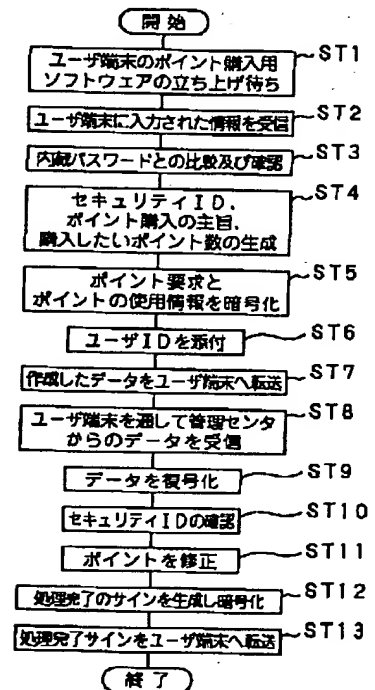 開始
ユーザ端末のポイント購入用 ST1
ソフトウェアの立ち上げ待ち
ユーザ端末に入力された情報を受信 ST2
内蔵パスワードとの比較及び確認 ST3
セキュリティID, ST4
ポイント購入の主旨,
購入したいポイント数の生成
ポイント要求と ST5
ポイントの使用情報を暗号化
ユーザIDを添付 ST6
作成したデータをユーザ端末へ転送 ST7
ユーザ端末を通して管理センタ ST8
からのデータを受信
データを復号化 ST9
セキュリティIDの確認 ST10
ポイントを修正 ST11
処理完了のサインを生成し暗号化 ST12
処理完了サインをユーザ端末へ転送 ST13
終了